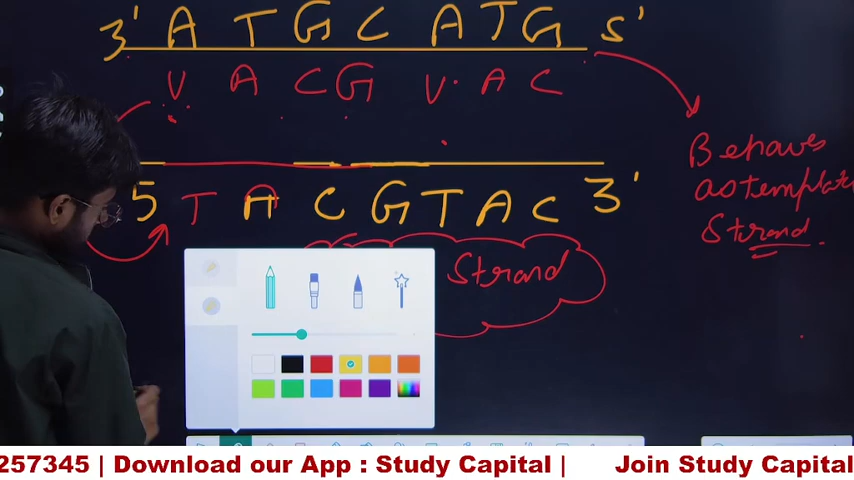 3' A T G C A T G 5'
U A C G U A C
Behaves
as template
Strand
5 T A C G T A C 3'
Strand
257345 | Download our App : Study Capital | Join Study Capital